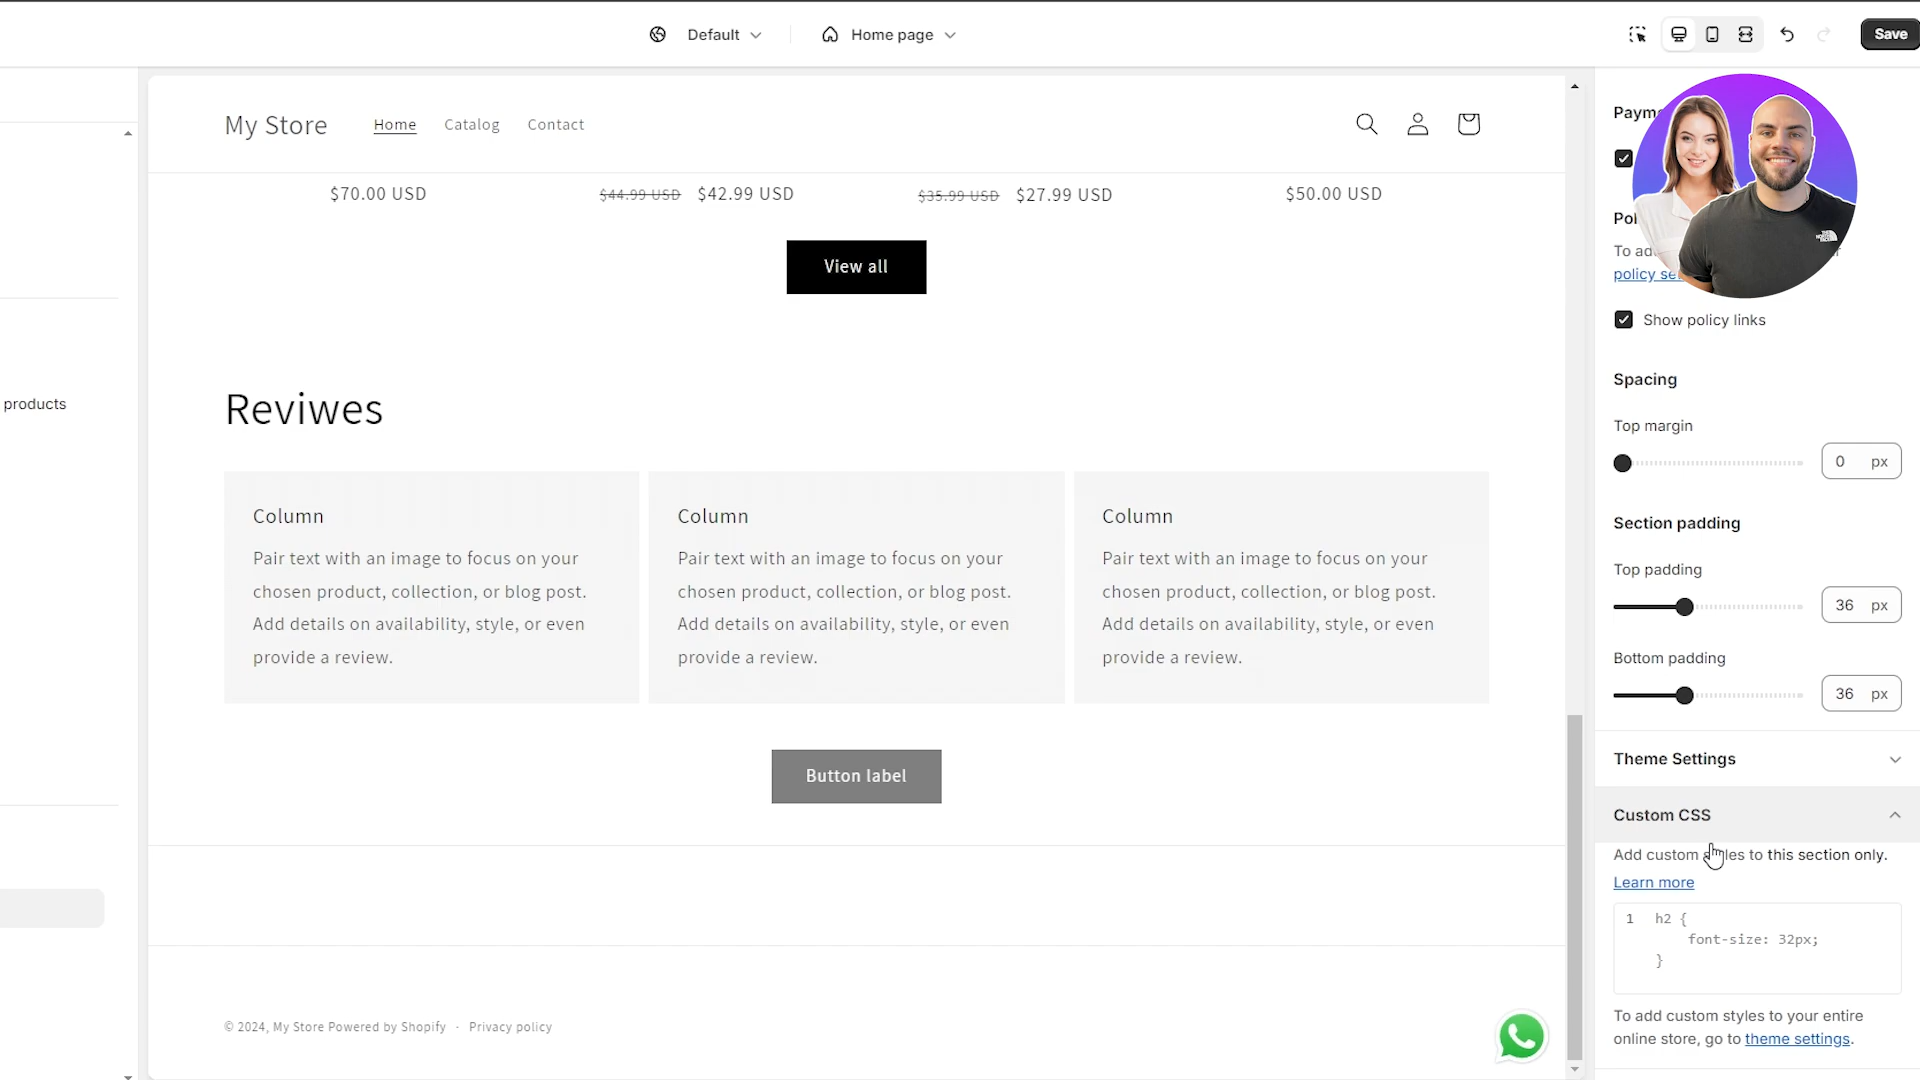 Default
Home page
Save
My Store
Home
Catalog
Contact
$70.00 USD
$44.99 USD $42.99 USD
$35.99 USD $27.99 USD
$50.00 USD
View all
products
Reviwes
Column
Pair text with an image to focus on your
chosen product, collection, or blog post.
Add details on availability, style, or even
provide a review.
Column
Pair text with an image to focus on your
chosen product, collection, or blog post.
Add details on availability, style, or even
provide a review.
Column
Pair text with an image to focus on your
chosen product, collection, or blog post.
Add details on availability, style, or even
provide a review.
Button label
© 2024, My Store Powered by Shopify · Privacy policy
To
policy
Show policy links
Spacing
Top margin
0 px
Section padding
Top padding
36 px
Bottom padding
36 px
Theme Settings
Custom CSS
Add custom to this section only.
Learn more
1 h2 {
font-size: 32px;
}
To add custom styles to your entire
online store, go to theme settings.